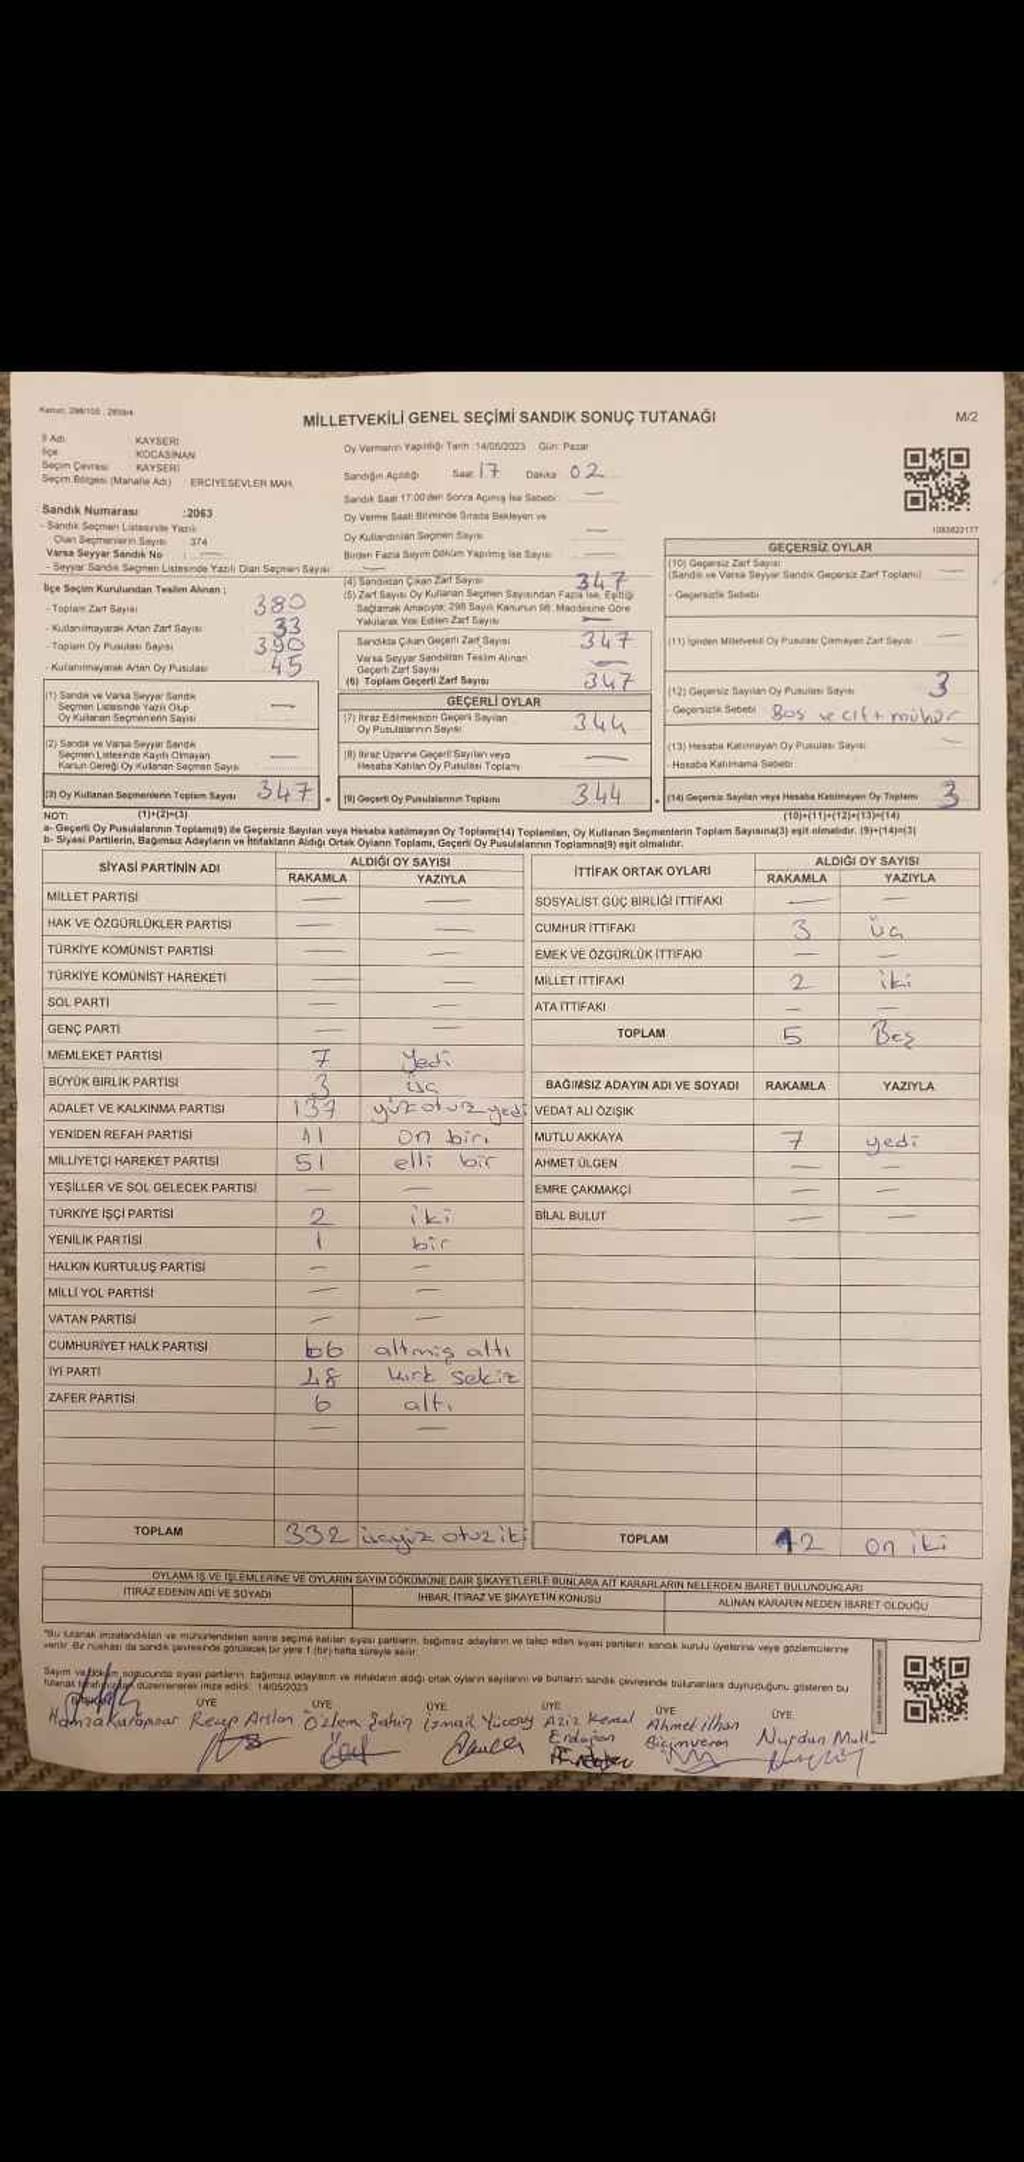 MİLLETVEKİLİ GENEL SEÇİMİ SANDIK SONUÇ TUTANAĞI
M/2
İl Adı KAYSERİ
İlçe KOCASİNAN
Seçim Çevresi KAYSERİ
Seçim Bölgesi (Mahalle Adı) ERCİYESEVLER MAH.
Sandık Numarası :2063
- Sandık Seçmen Listesinde Yazılı
Olan Seçmenlerin Sayısı 374
Varsa Seyyar Sandık No : —
- Seyyar Sandık Seçmen Listesinde Yazılı Olan Seçmen Sayısı —
İlçe Seçim Kurulundan Teslim Alınan ;
- Toplam Zarf Sayısı 380
- Kullanılmayarak Artan Zarf Sayısı 33
- Toplam Oy Pusulası Sayısı 390
- Kullanılmayarak Artan Oy Pusulası 45
(1) Sandık ve Varsa Seyyar Sandık
Seçmen Listesinde Yazılı Olup
Oy Kullanan Seçmenlerin Sayısı —
(2) Sandık ve Varsa Seyyar Sandık
Seçmen Listesinde Kayıtlı Olmayan
Kanun Gereği Oy Kullanan Seçmen Sayısı —
(3) Oy Kullanan Seçmenlerin Toplam Sayısı 347
(1)+(2)=(3)
Oy Vermenin Yapıldığı Tarih :14/05/2023 Gün: Pazar
Sandığın Açıldığı Saat 17 Dakika 02
Sandık Saat 17:00'den Sonra Açılmış İse Sebebi —
Oy Verme Saati Bitiminde Sırada Bekleyen ve
Oy Kullandırılan Seçmen Sayısı —
Birden Fazla Sayım Döküm Yapılmış İse Sayısı —
(4) Sandıktan Çıkan Zarf Sayısı 347
(5) Zarf Sayısı Oy Kullanan Seçmen Sayısından Fazla İse, Eşitliği
Sağlamak Amacıyla; 298 Sayılı Kanunun 98. Maddesine Göre
Yakılarak Yok Edilen Zarf Sayısı —
Sandıkta Çıkan Geçerli Zarf Sayısı 347
Varsa Seyyar Sandıktan Teslim Alınan
Geçerli Zarf Sayısı —
(6) Toplam Geçerli Zarf Sayısı 347
GEÇERLİ OYLAR
(7) İtiraz Edilmeksizin Geçerli Sayılan
Oy Pusulalarının Sayısı 344
(8) İtiraz Üzerine Geçerli Sayılan veya
Hesaba Katılan Oy Pusulası Toplamı —
(9) Geçerli Oy Pusulalarının Toplamı 344
1083622177
GEÇERSİZ OYLAR
(10) Geçersiz Zarf Sayısı
(Sandık ve Varsa Seyyar Sandık Geçersiz Zarf Toplamı) —
- Geçersizlik Sebebi
(11) İçinden Milletvekili Oy Pusulası Çıkmayan Zarf Sayısı —
(12) Geçersiz Sayılan Oy Pusulası Sayısı 3
- Geçersizlik Sebebi Boş ve çift mühür
(13) Hesaba Katılmayan Oy Pusulası Sayısı —
- Hesaba Katılmama Sebebi
(14) Geçersiz Sayılan veya Hesaba Katılmayan Oy Toplamı 3
(10)+(11)+(12)+(13)=(14)
NOT:
a- Geçerli Oy Pusulalarının Toplamı(9) ile Geçersiz Sayılan veya Hesaba katılmayan Oy Toplamı(14) Toplamları, Oy Kullanan Seçmenlerin Toplam Sayısına(3) eşit olmalıdır. (9)+(14)=(3)
b- Siyasi Partilerin, Bağımsız Adayların ve İttifakların Aldığı Ortak Oyların Toplamı, Geçerli Oy Pusulalarının Toplamına(9) eşit olmalıdır.
SİYASİ PARTİNİN ADI ALDIĞI OY SAYISI
RAKAMLA YAZIYLA
MİLLET PARTİSİ — —
HAK VE ÖZGÜRLÜKLER PARTİSİ — —
TÜRKİYE KOMÜNİST PARTİSİ — —
TÜRKİYE KOMÜNİST HAREKETİ — —
SOL PARTİ — —
GENÇ PARTİ — —
MEMLEKET PARTİSİ 7 yedi
BÜYÜK BİRLİK PARTİSİ 3 üç
ADALET VE KALKINMA PARTİSİ 137 yüz otuz yedi
YENİDEN REFAH PARTİSİ 11 on bir
MİLLİYETÇİ HAREKET PARTİSİ 51 elli bir
YEŞİLLER VE SOL GELECEK PARTİSİ — —
TÜRKİYE İŞÇİ PARTİSİ 2 iki
YENİLİK PARTİSİ 1 bir
HALKIN KURTULUŞ PARTİSİ — —
MİLLİ YOL PARTİSİ — —
VATAN PARTİSİ — —
CUMHURİYET HALK PARTİSİ 66 altmış altı
İYİ PARTİ 48 kırk sekiz
ZAFER PARTİSİ 6 altı
— —
TOPLAM 332 üçyüz otuz iki
İTTİFAK ORTAK OYLARI ALDIĞI OY SAYISI
RAKAMLA YAZIYLA
SOSYALİST GÜÇ BİRLİĞİ İTTİFAKI — —
CUMHUR İTTİFAKI 3 üç
EMEK VE ÖZGÜRLÜK İTTİFAKI — —
MİLLET İTTİFAKI 2 iki
ATA İTTİFAKI — —
TOPLAM 5 Beş
BAĞIMSIZ ADAYIN ADI VE SOYADI RAKAMLA YAZIYLA
VEDAT ALİ ÖZIŞIK
MUTLU AKKAYA 7 yedi
AHMET ÜLGEN — —
EMRE ÇAKMAKÇİ — —
BİLAL BULUT — —
TOPLAM 12 on iki
OYLAMA İŞ VE İŞLEMLERİNE VE OYLARIN SAYIM DÖKÜMÜNE DAİR ŞİKAYETLERLE BUNLARA AİT KARARLARIN NELERDEN İBARET BULUNDUKLARI
İTİRAZ EDENİN ADI VE SOYADI İHBAR, İTİRAZ VE ŞİKAYETİN KONUSU ALINAN KARARIN NEDEN İBARET OLDUĞU
"Bu tutanak imzalandıktan ve mühürlendikten sonra seçime katılan siyasi partilerin, bağımsız adayların ve talep eden siyasi partilerin sandık kurulu üyelerine veya gözlemcilerine
verilir. Bir nüshası da sandık çevresinde görülecek bir yere 1 (bir) hafta süreyle asılır.
Sayım ve döküm sonucunda siyasi partilerin, bağımsız adayların ve ittifakların aldığı ortak oyların sayılarını ve bunların sandık çevresinde bulunanlara duyrulduğunu gösteren bu
tutanak tarafımızdan düzenlenerek imza edildi. 14/05/2023
ÜYE ÜYE ÜYE ÜYE ÜYE ÜYE
Hamza Karapınar Recep Arslan Özlem Şahin İsmail Yücesoy Aziz Kemal Erdoğan Ahmet ilhan Biçimveren Nurdan